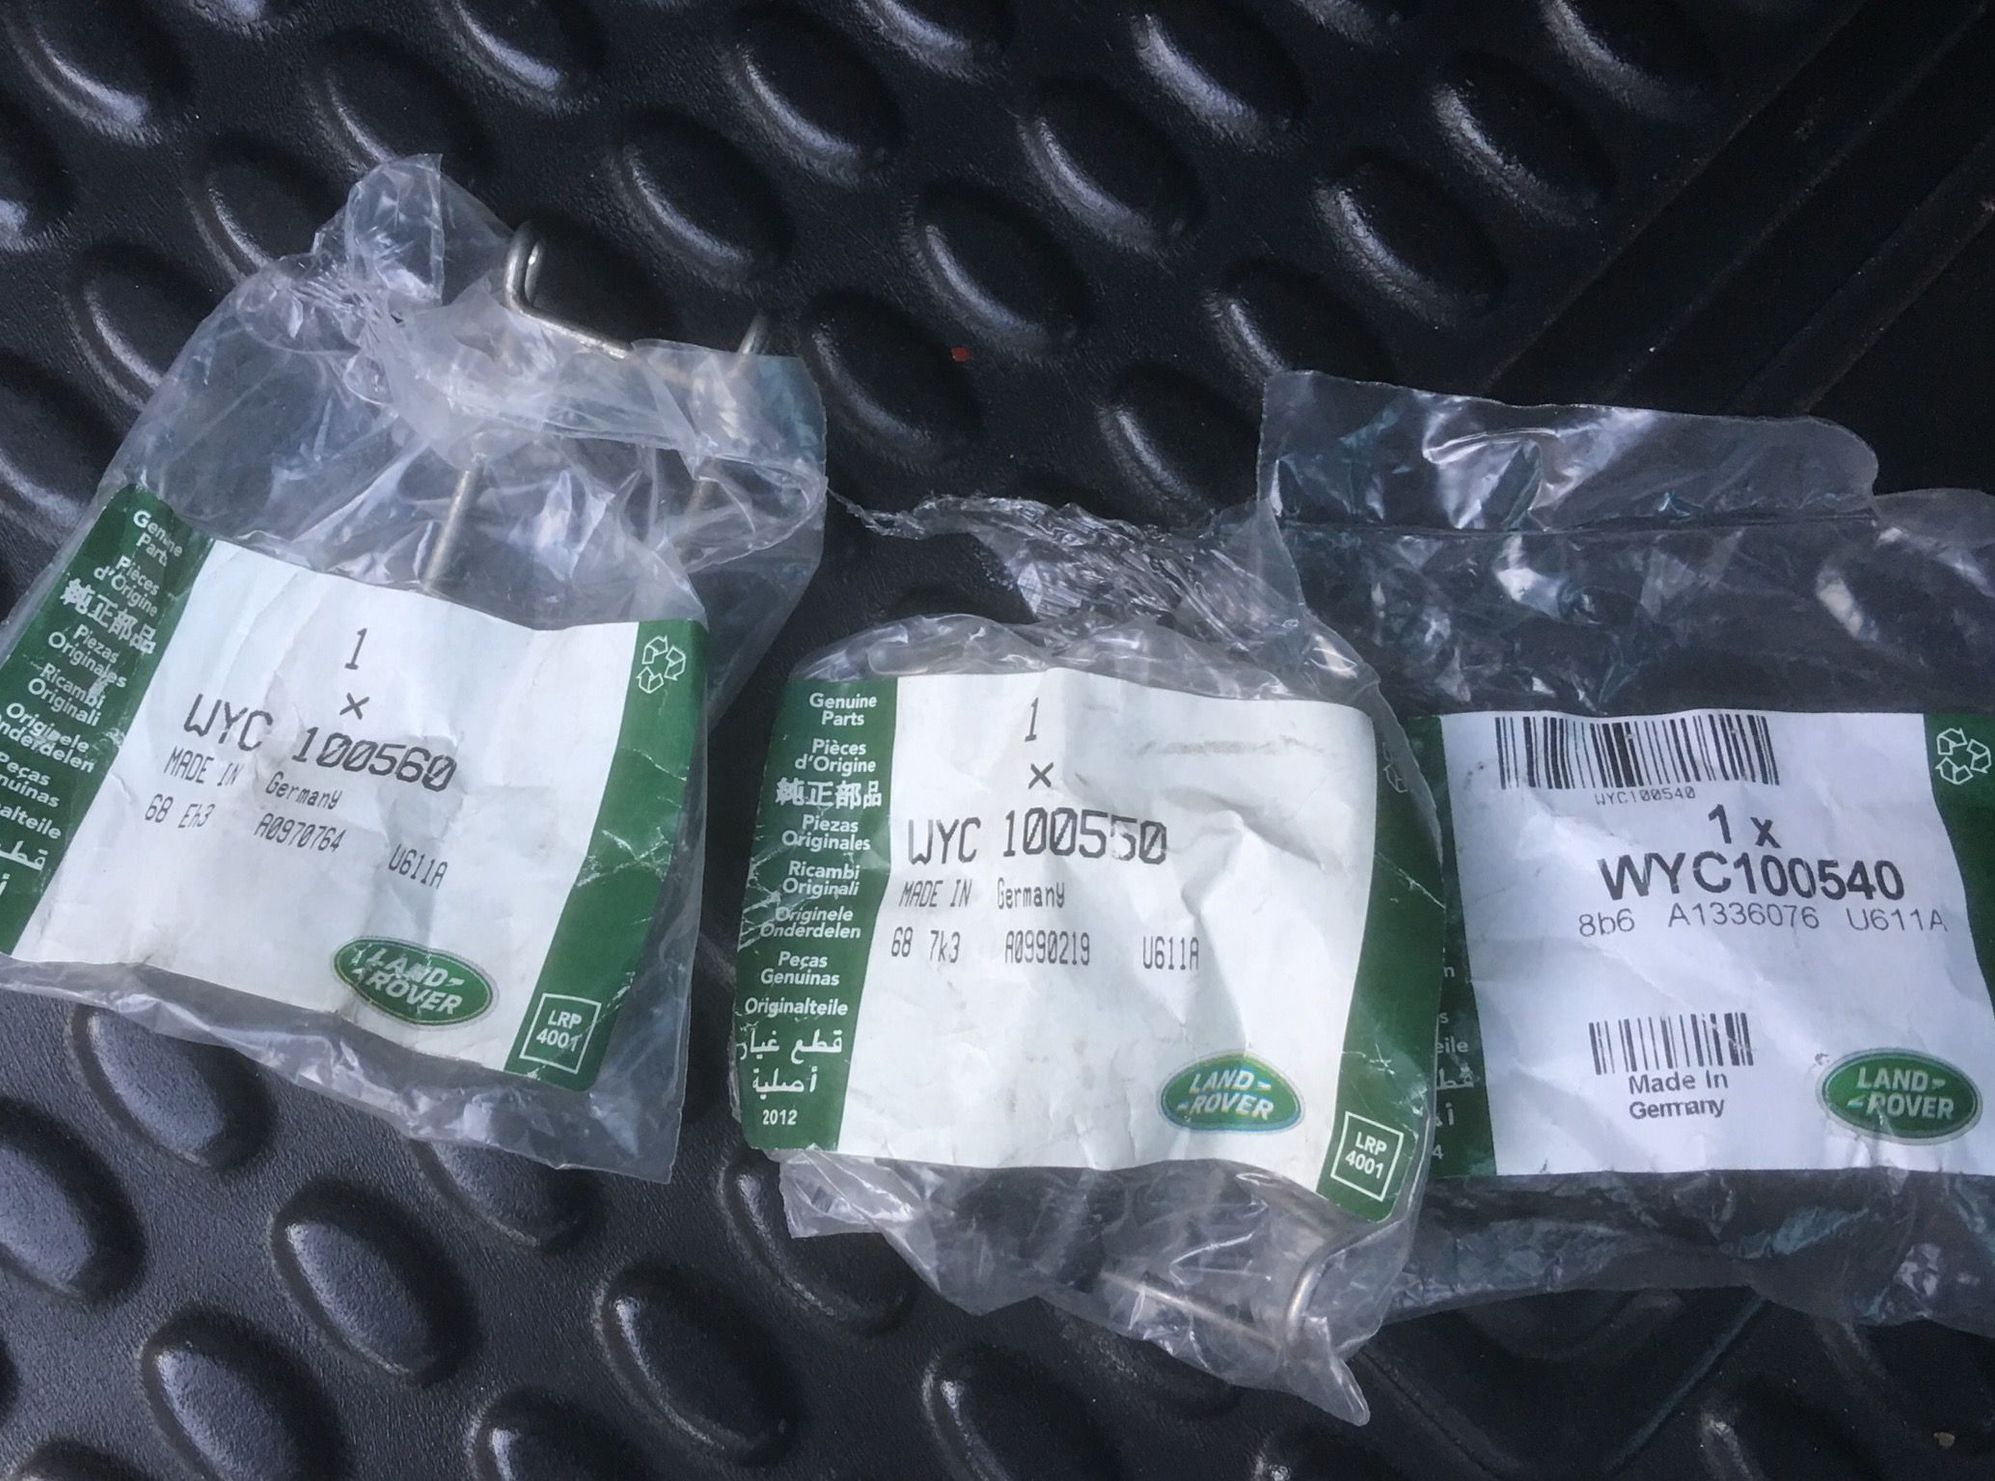 Genuine
Parts
Pièces
d'Origine
純正部品
Piezas
Originales
Ricambi
Originali
Originele
Onderdelen
Peças
Genuinas
1
x
WYC 100560
MADE IN Germany
68 Ek3 A0970764 U611A
LAND-
-ROVER
LRP
4001
Genuine
Parts
Pièces
d'Origine
純正部品
Piezas
Originales
Ricambi
Originali
Originele
Onderdelen
Peças
Genuinas
Originalteile
قطع غيار
أصلية
2012
1
x
WYC 100550
MADE IN Germany
68 7k3 A0990219 U611A
LAND-
-ROVER
LRP
4001
WYC100540
1 x
WYC100540
8b6 A1336076 U611A
Made In
Germany
LAND-
-ROVER